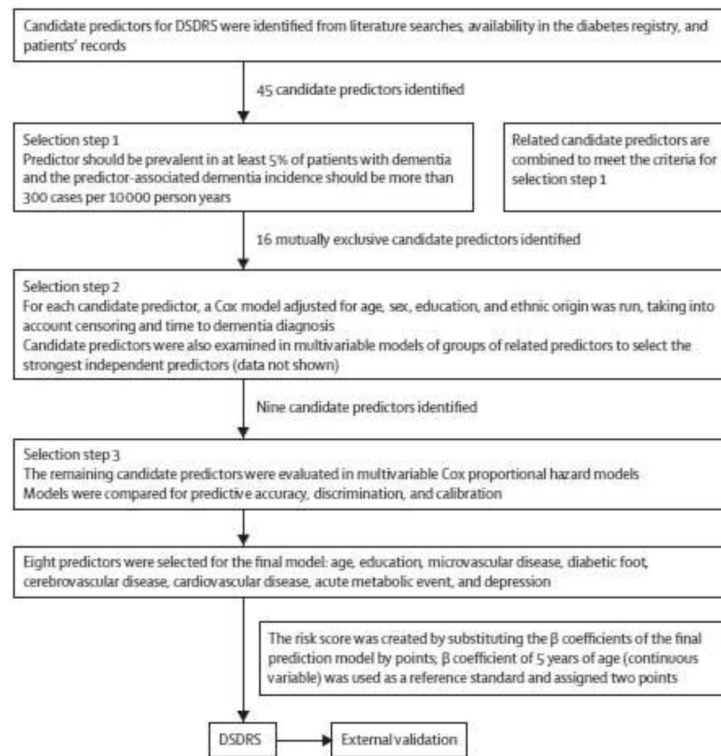 Candidate predictors for DSDRS were identified from literature searches, availability in the diabetes registry, and
patients' records
45 candidate predictors identified
Selection step 1
Predictor should be prevalent in at least 5% of patients with dementia
and the predictor-associated dementia incidence should be more than
300 cases per 10 000 person years
Related candidate predictors are
combined to meet the criteria for
selection step 1
16 mutually exclusive candidate predictors identified
Selection step 2
For each candidate predictor, a Cox model adjusted for age, sex, education, and ethnic origin was run, taking into
account censoring and time to dementia diagnosis
Candidate predictors were also examined in multivariable models of groups of related predictors to select the
strongest independent predictors (data not shown)
Nine candidate predictors identified
Selection step 3
The remaining candidate predictors were evaluated in multivariable Cox proportional hazard models
Models were compared for predictive accuracy, discrimination, and calibration
Eight predictors were selected for the final model: age, education, microvascular disease, diabetic foot,
cerebrovascular disease, cardiovascular disease, acute metabolic event, and depression
The risk score was created by substituting the β coefficients of the final
prediction model by points; β coefficient of 5 years of age (continuous
variable) was used as a reference standard and assigned two points
DSDRS
External validation